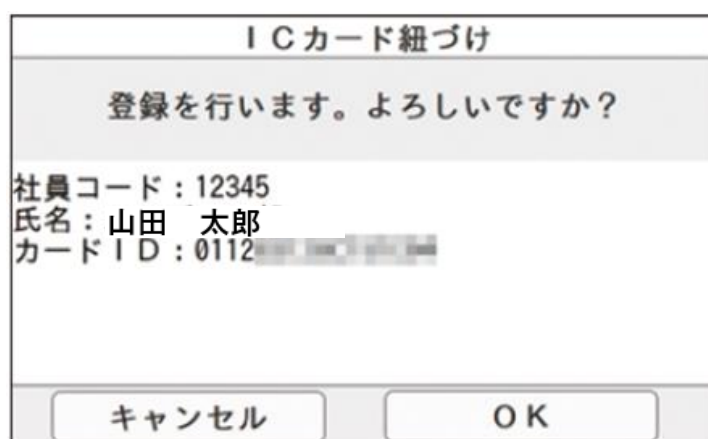 ICカード紐づけ
登録を行います。よろしいですか？
社員コード：12345
氏名：山田　太郎
カードＩＤ：0112
キャンセル
ＯＫ